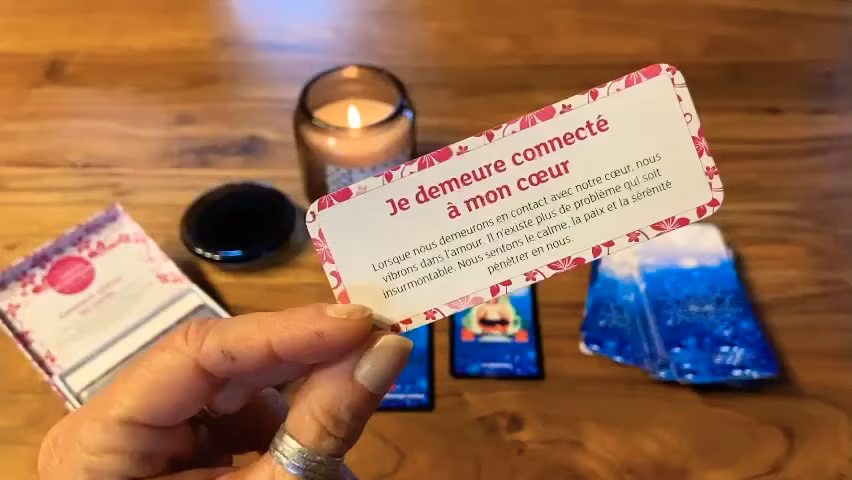 Je demeure connecté
à mon cœur
Lorsque nous demeurons en contact avec notre cœur, nous
vibrons dans l'amour. Il n'existe plus de problème qui soit
insurmontable. Nous sentons le calme, la paix et la sérénité
pénétrer en nous.